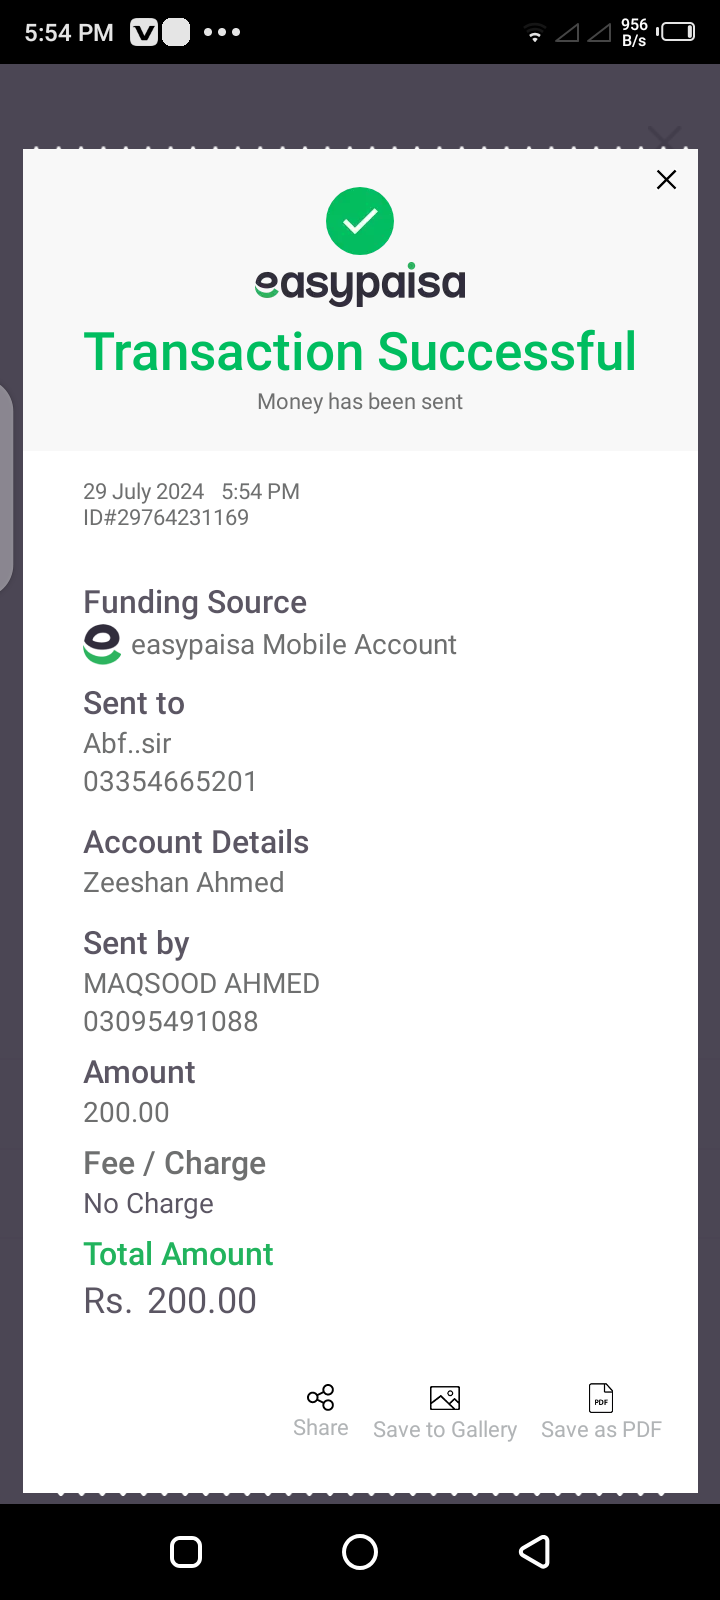 5:54 PM
956
B/s
easypaisa
Transaction Successful
Money has been sent
29 July 2024 5:54 PM
ID#29764231169
Funding Source
easypaisa Mobile Account
Sent to
Abf..sir
03354665201
Account Details
Zeeshan Ahmed
Sent by
MAQSOOD AHMED
03095491088
Amount
200.00
Fee / Charge
No Charge
Total Amount
Rs. 200.00
PDF
Share Save to Gallery Save as PDF